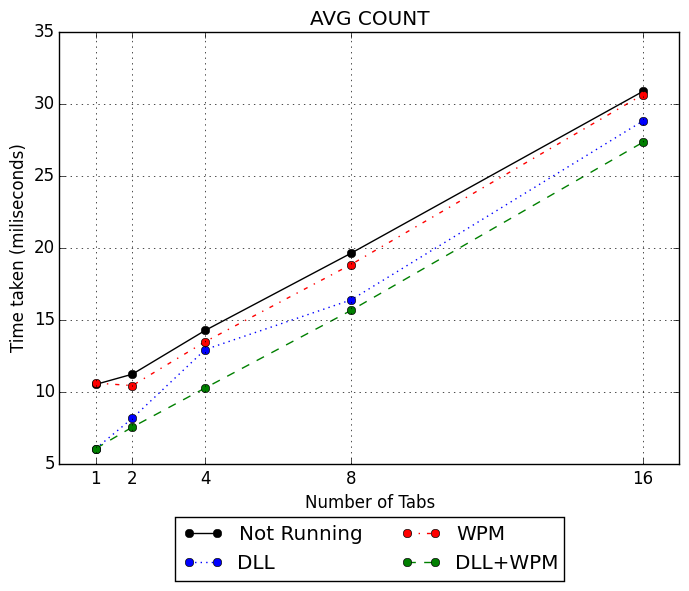 AVG COUNT
35
30
25
20
15
10
5
Time taken (miliseconds)
1 2 4 8 16
Number of Tabs
Not Running WPM
DLL DLL+WPM